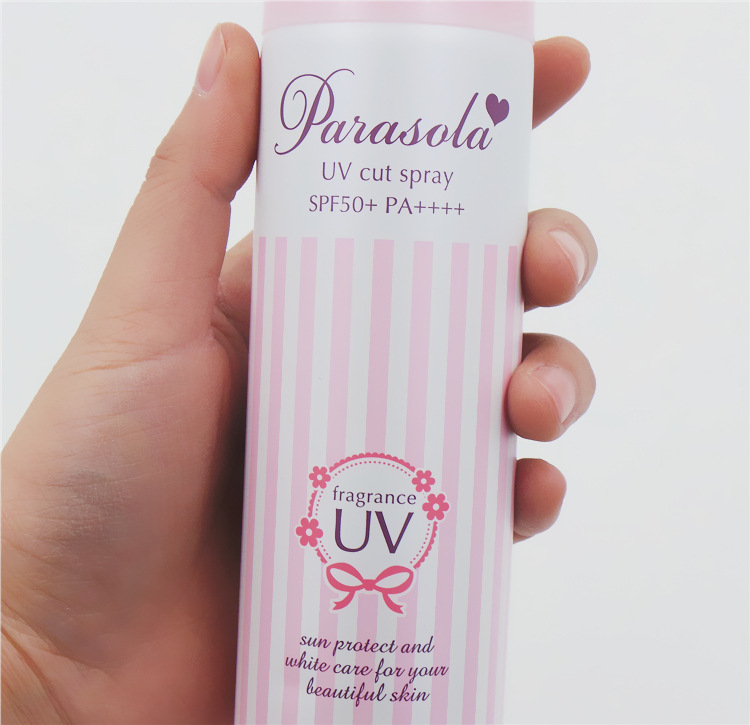 Parasola
UV cut spray
SPF50+ PA++++
fragrance
UV
sun protect and
white care for your
beautiful skin